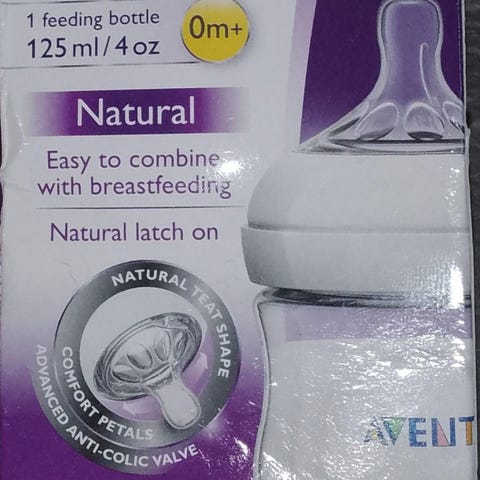 1 feeding bottle
125 ml / 4 oz
0m+
Natural
Easy to combine
with breastfeeding
Natural latch on
NATURAL TEAT SHAPE
COMFORT PETALS
ADVANCED ANTI-COLIC VALVE
AVENT